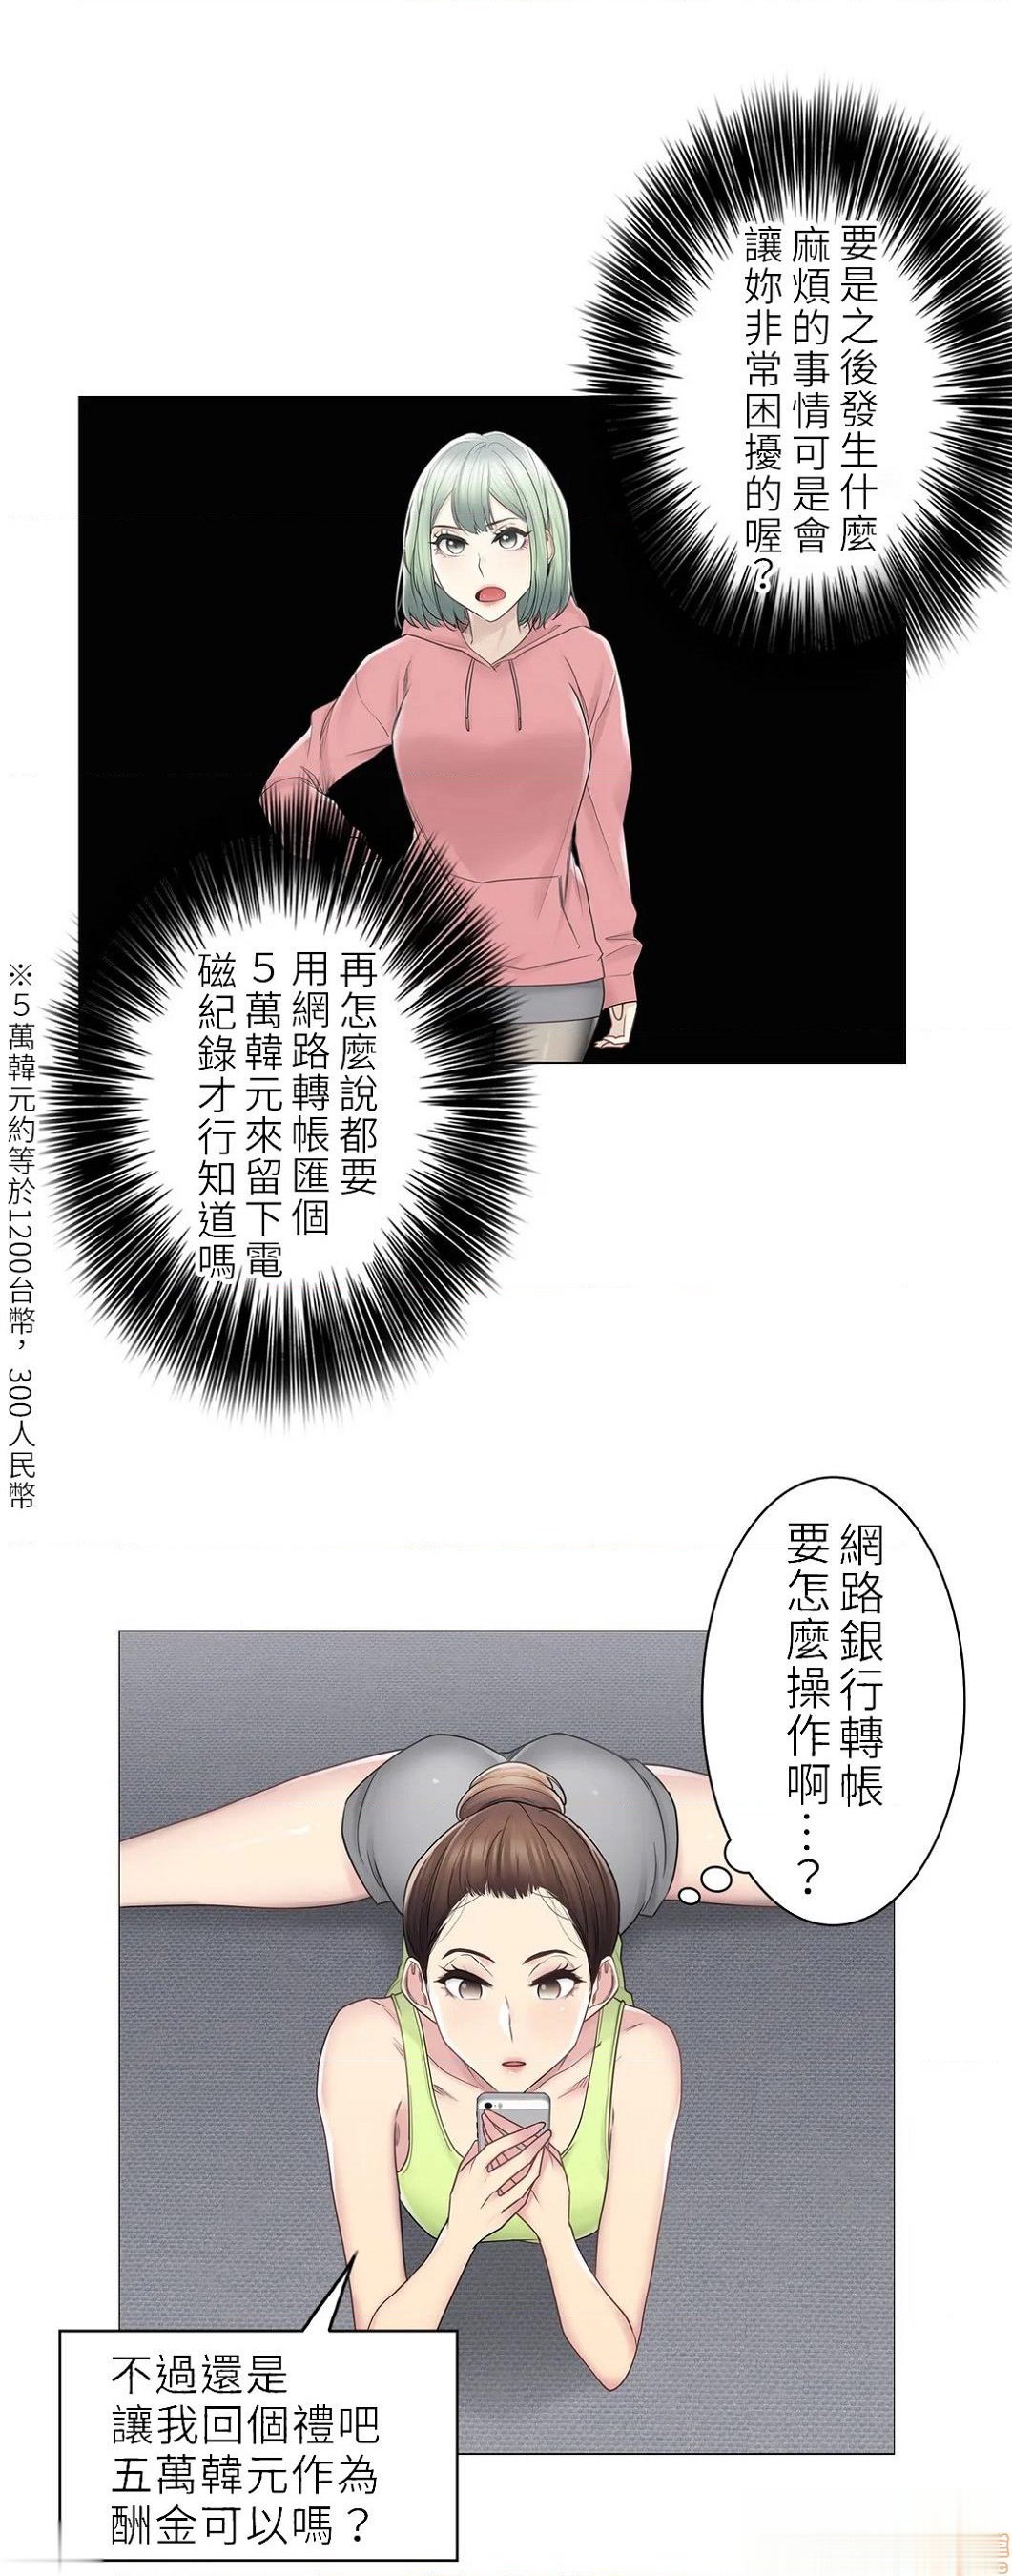 要是之後發生什麼
麻煩的事情可是會
讓妳非常困擾的喔？
再怎麼說都要
用網路轉帳匯個
５萬韓元來留下電
磁紀錄才行知道嗎
※５萬韓元約等於1200台幣，300人民幣
網路銀行轉帳
要怎麼操作啊…？
不過還是
讓我回個禮吧
五萬韓元作為
酬金可以嗎？